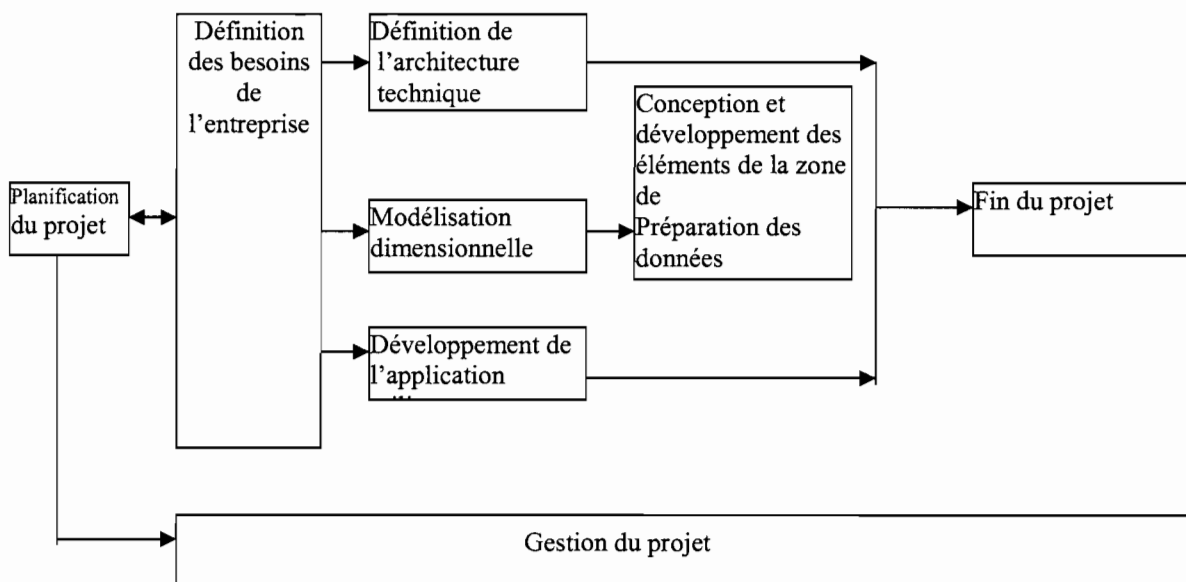 Définition
des besoins
de
l'entreprise
Définition de
l'architecture
technique
Conception et
développement des
éléments de la zone
de
Préparation des
données
Planification
du projet
Modélisation
dimensionnelle
Fin du projet
Développement de
l'application
Gestion du projet